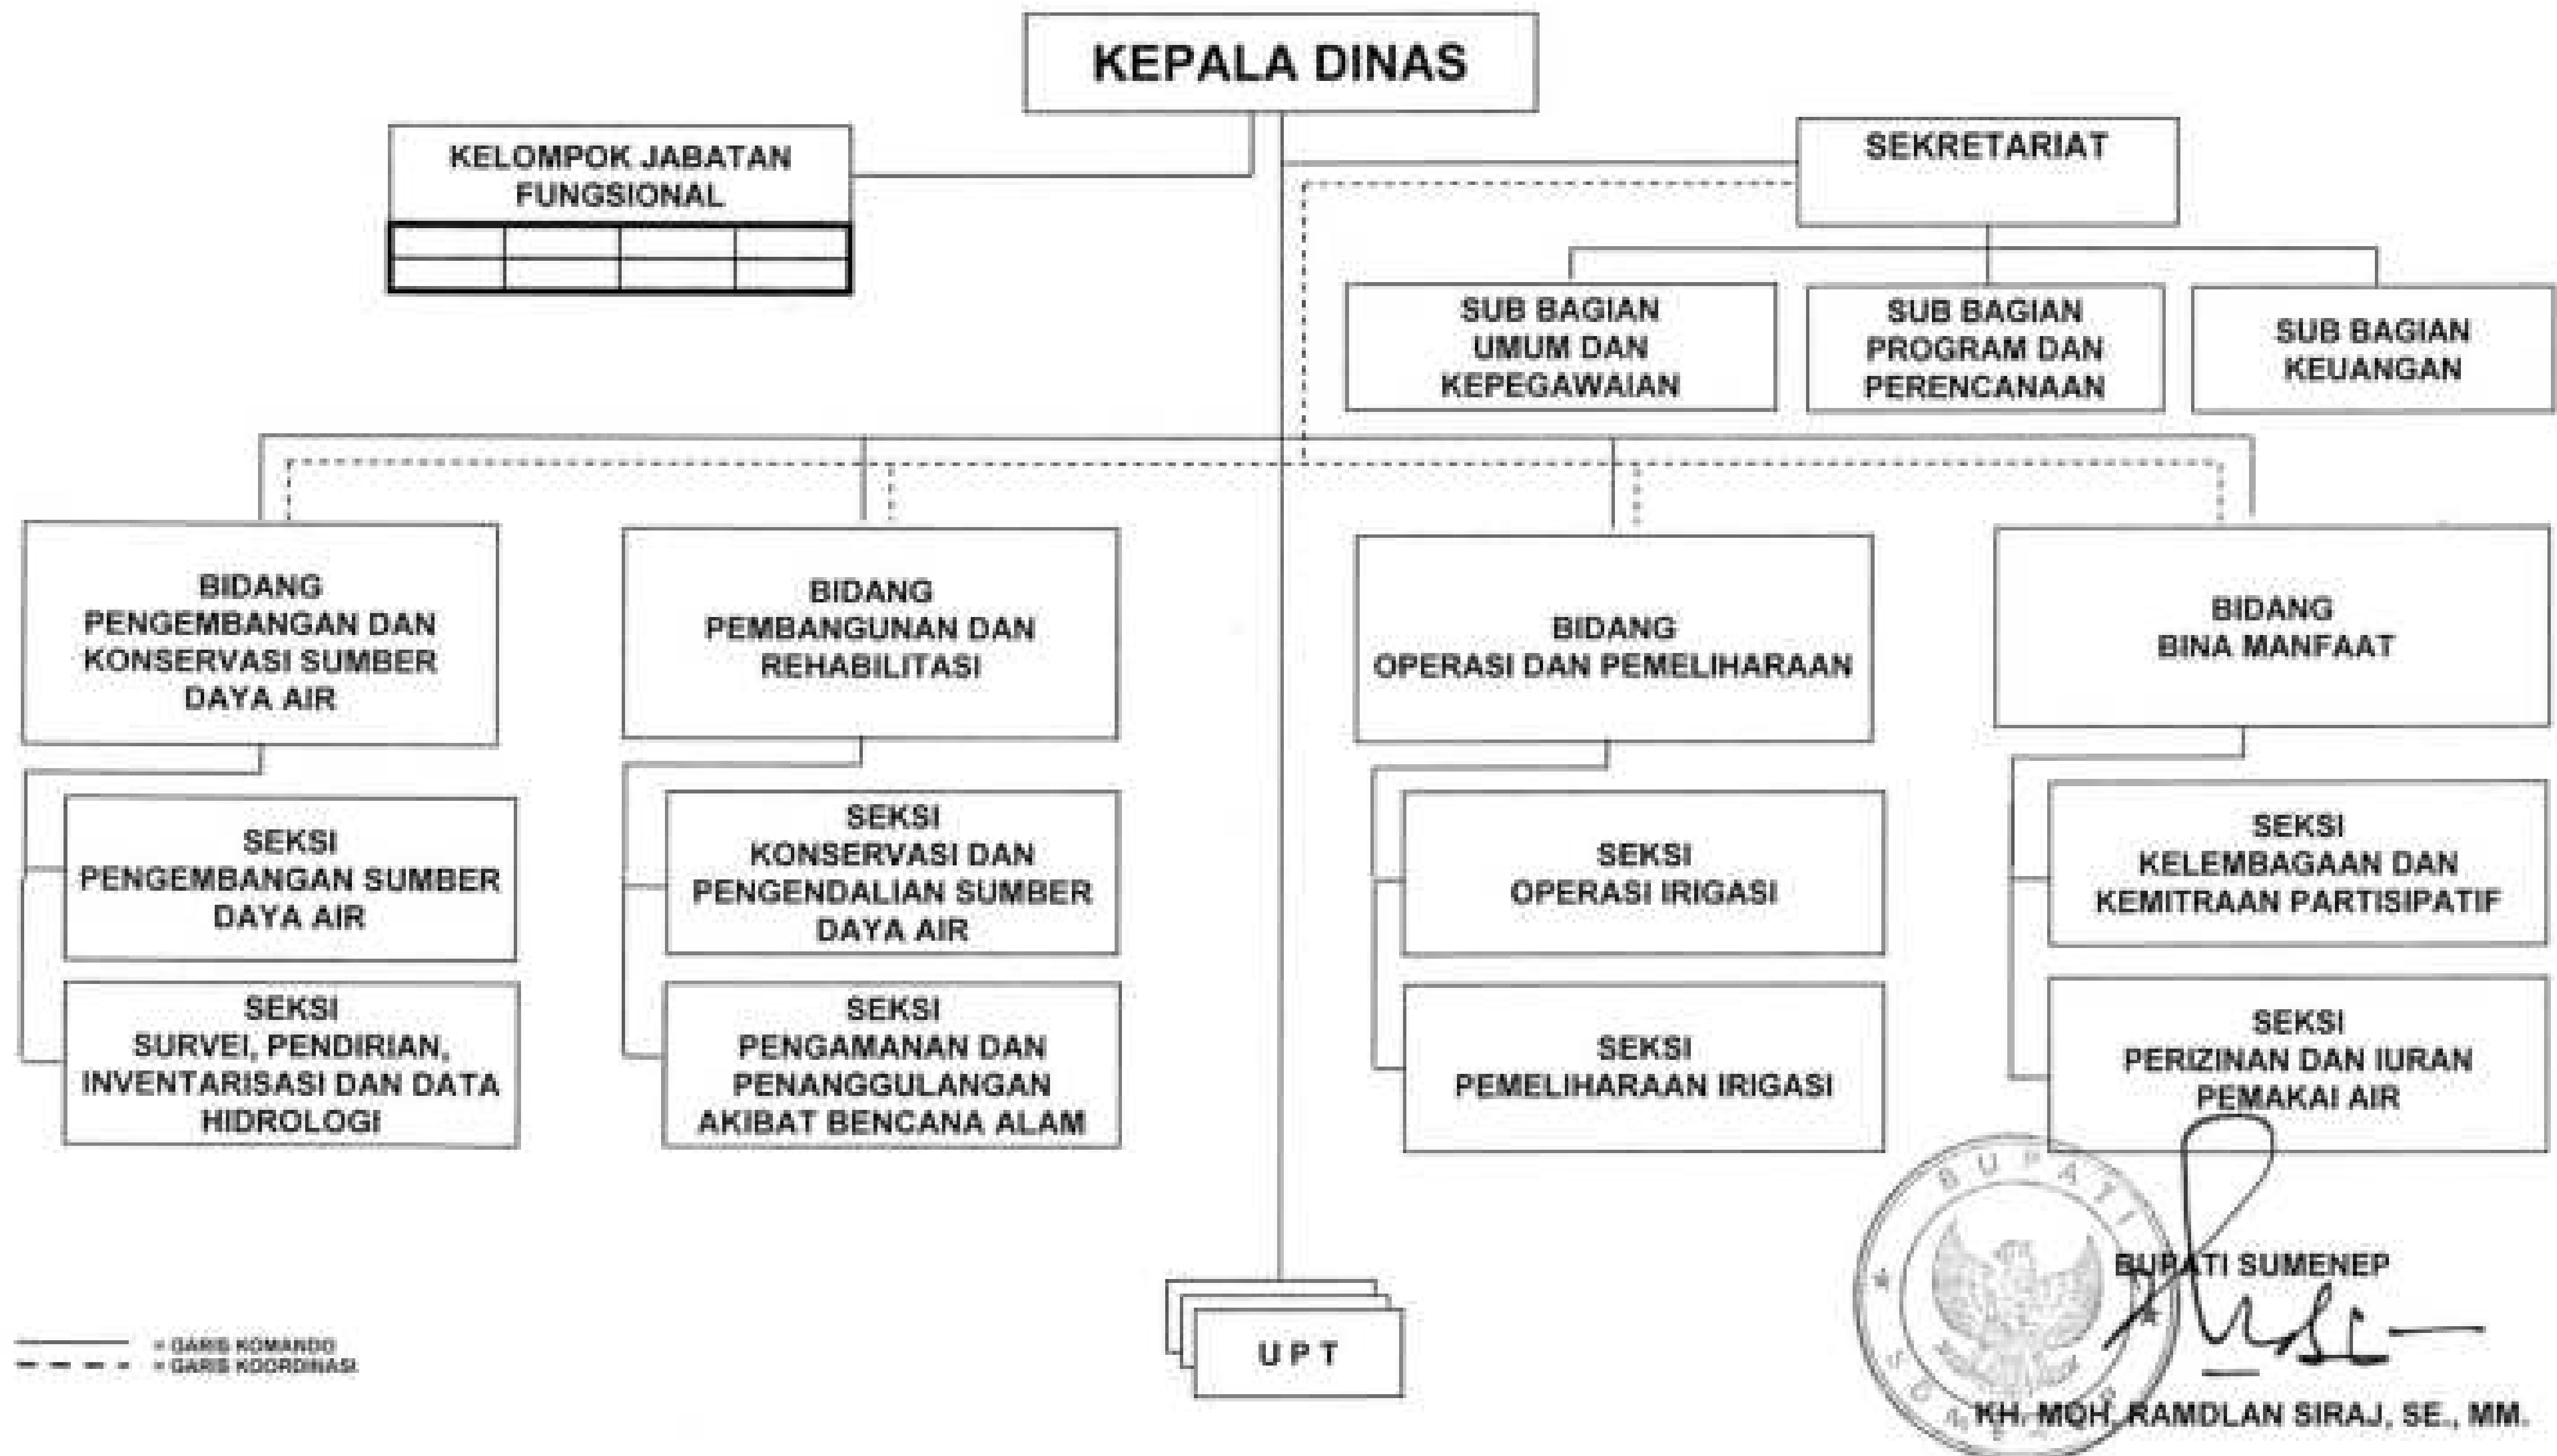 KEPALA DINAS
KELOMPOK JABATAN
FUNGSIONAL
SEKRETARIAT
SUB BAGIAN
UMUM DAN
KEPEGAWAIAN
SUB BAGIAN
PROGRAM DAN
PERENCANAAN
SUB BAGIAN
KEUANGAN
BIDANG
PENGEMBANGAN DAN
KONSERVASI SUMBER
DAYA AIR
BIDANG
PEMBANGUNAN DAN
REHABILITASI
BIDANG
OPERASI DAN PEMELIHARAAN
BIDANG
BINA MANFAAT
SEKSI
PENGEMBANGAN SUMBER
DAYA AIR
SEKSI
KONSERVASI DAN
PENGENDALIAN SUMBER
DAYA AIR
SEKSI
OPERASI IRIGASI
SEKSI
KELEMBAGAAN DAN
KEMITRAAN PARTISIPATIF
SEKSI
SURVEI, PENDIRIAN,
INVENTARISASI DAN DATA
HIDROLOGI
SEKSI
PENGAMANAN DAN
PENANGGULANGAN
AKIBAT BENCANA ALAM
SEKSI
PEMELIHARAAN IRIGASI
SEKSI
PERIZINAN DAN IURAN
PEMAKAI AIR
U P T
= GARIS KOMANDO
= GARIS KOORDINASI
BUPATI
BUPATI SUMENEP
KH. MOH. RAMDLAN SIRAJ, SE., MM.